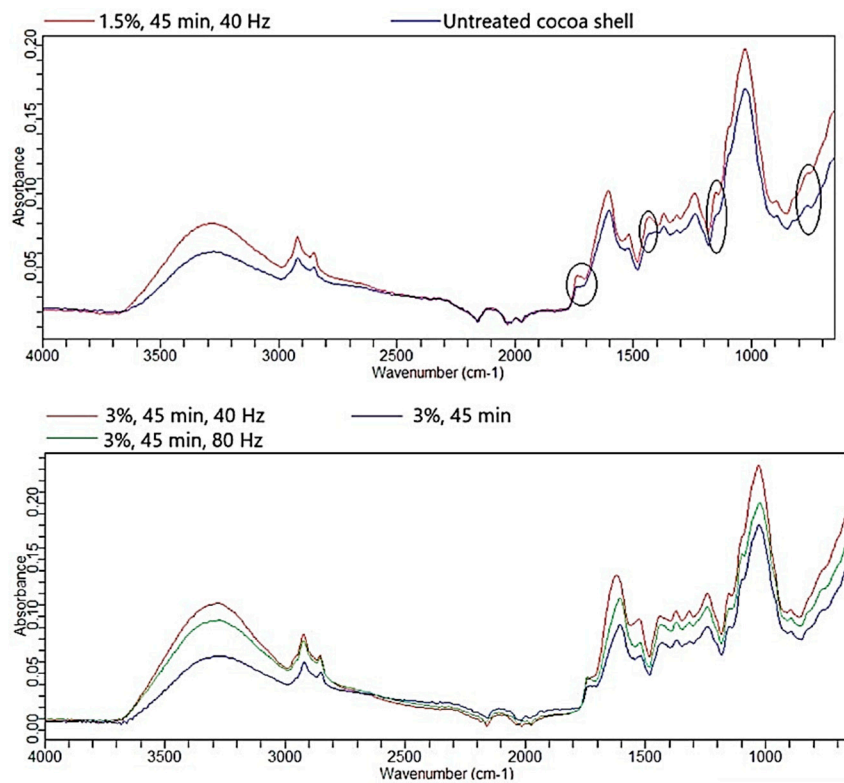 1.5%, 45 min, 40 Hz Untreated cocoa shell
0.20
0.15
0.10
0.05
Absorbance
4000 3500 3000 2500 2000 1500 1000
Wavenumber (cm-1)
3%, 45 min, 40 Hz 3%, 45 min
3%, 45 min, 80 Hz
0.20
0.15
0.10
0.05
0.00
Absorbance
4000 3500 3000 2500 2000 1500 1000
Wavenumber (cm-1)